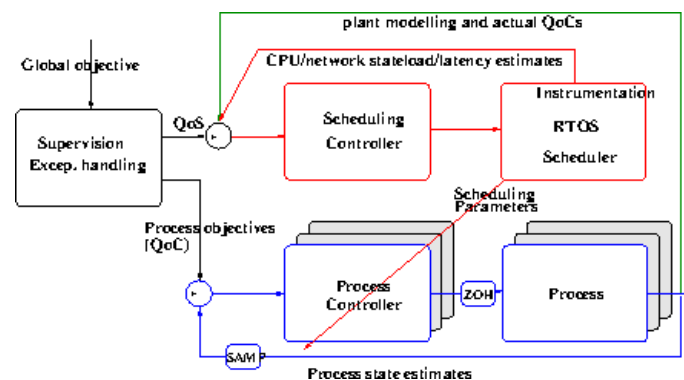 plant modelling and actual QoCs
Global objective
CPU/network stateload/latency estimates
Instrumentation
QoS
Scheduling
Controller
RTOS
Scheduler
Supervision
Excep. handling
Scheduling
Parameters
Process objectives
(QoC)
Process
Controller
ZOH
Process
SAMP
Process state estimates